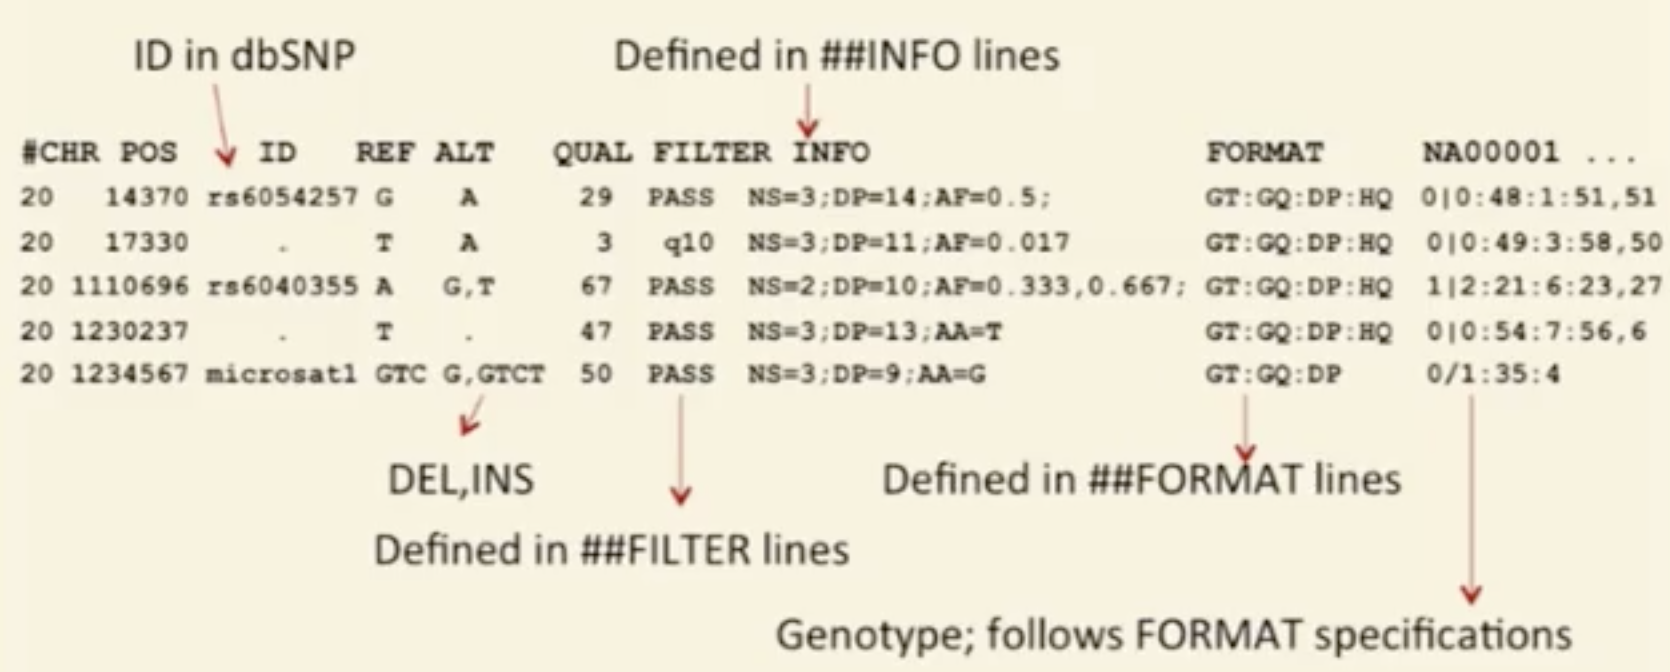 ID in dbSNP Defined in ##INFO lines
#CHR POS ID REF ALT QUAL FILTER INFO FORMAT NA00001 ...
20 14370 rs6054257 G A 29 PASS NS=3;DP=14;AF=0.5; GT:GQ:DP:HQ 0|0:48:1:51,51
20 17330 . T A 3 q10 NS=3;DP=11;AF=0.017 GT:GQ:DP:HQ 0|0:49:3:58,50
20 1110696 rs6040355 A G,T 67 PASS NS=2;DP=10;AF=0.333,0.667; GT:GQ:DP:HQ 1|2:21:6:23,27
20 1230237 . T . 47 PASS NS=3;DP=13;AA=T GT:GQ:DP:HQ 0|0:54:7:56,6
20 1234567 microsat1 GTC G,GTCT 50 PASS NS=3;DP=9;AA=G GT:GQ:DP 0/1:35:4
DEL,INS Defined in ##FORMAT lines
Defined in ##FILTER lines
Genotype; follows FORMAT specifications